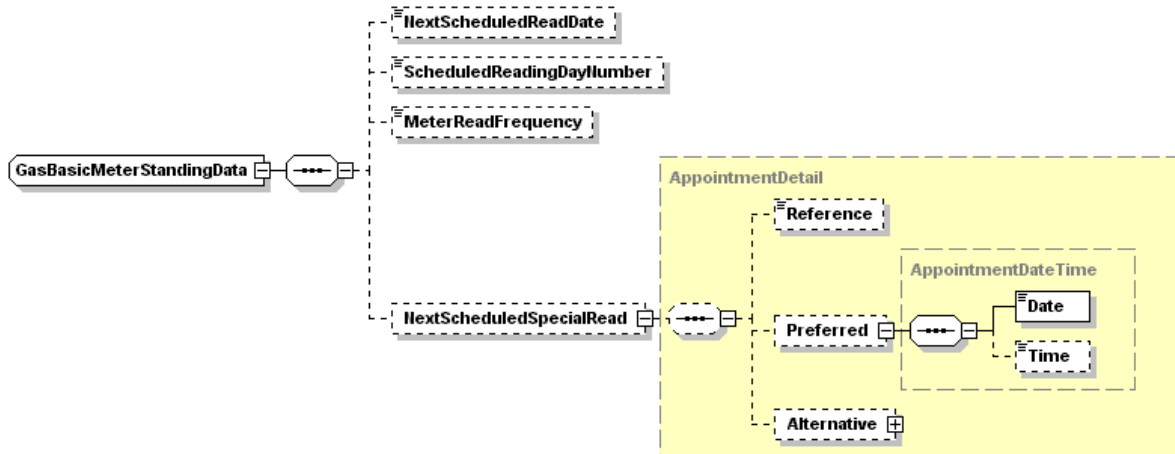 NextScheduledReadDate
ScheduledReadingDayNumber
MeterReadFrequency
GasBasicMeterStandingData
AppointmentDetail
Reference
AppointmentDateTime
Date
NextScheduledSpecialRead
Preferred
Time
Alternative